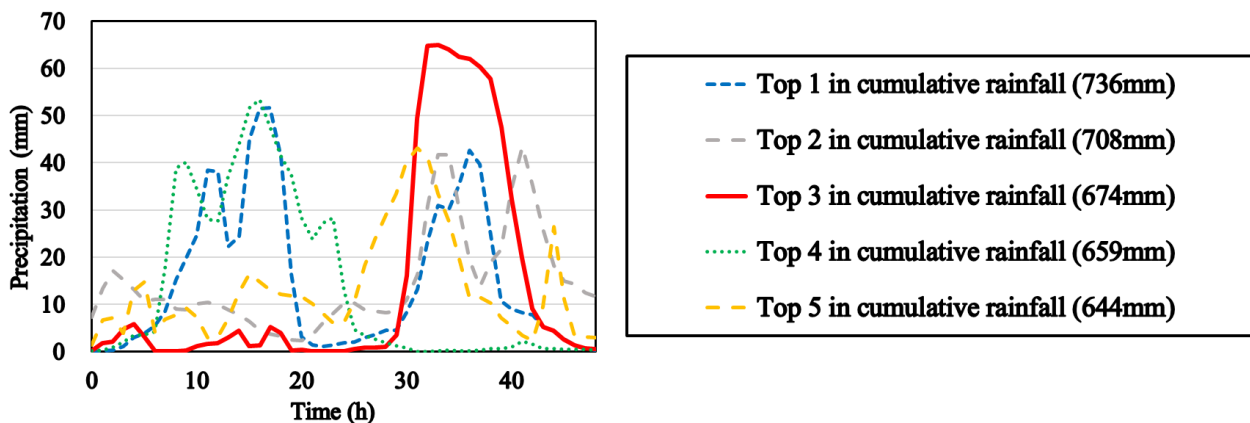 70
60
50
40
30
20
10
0
Precipitation (mm)
0 10 20 30 40
Time (h)
Top 1 in cumulative rainfall (736mm)
Top 2 in cumulative rainfall (708mm)
Top 3 in cumulative rainfall (674mm)
Top 4 in cumulative rainfall (659mm)
Top 5 in cumulative rainfall (644mm)